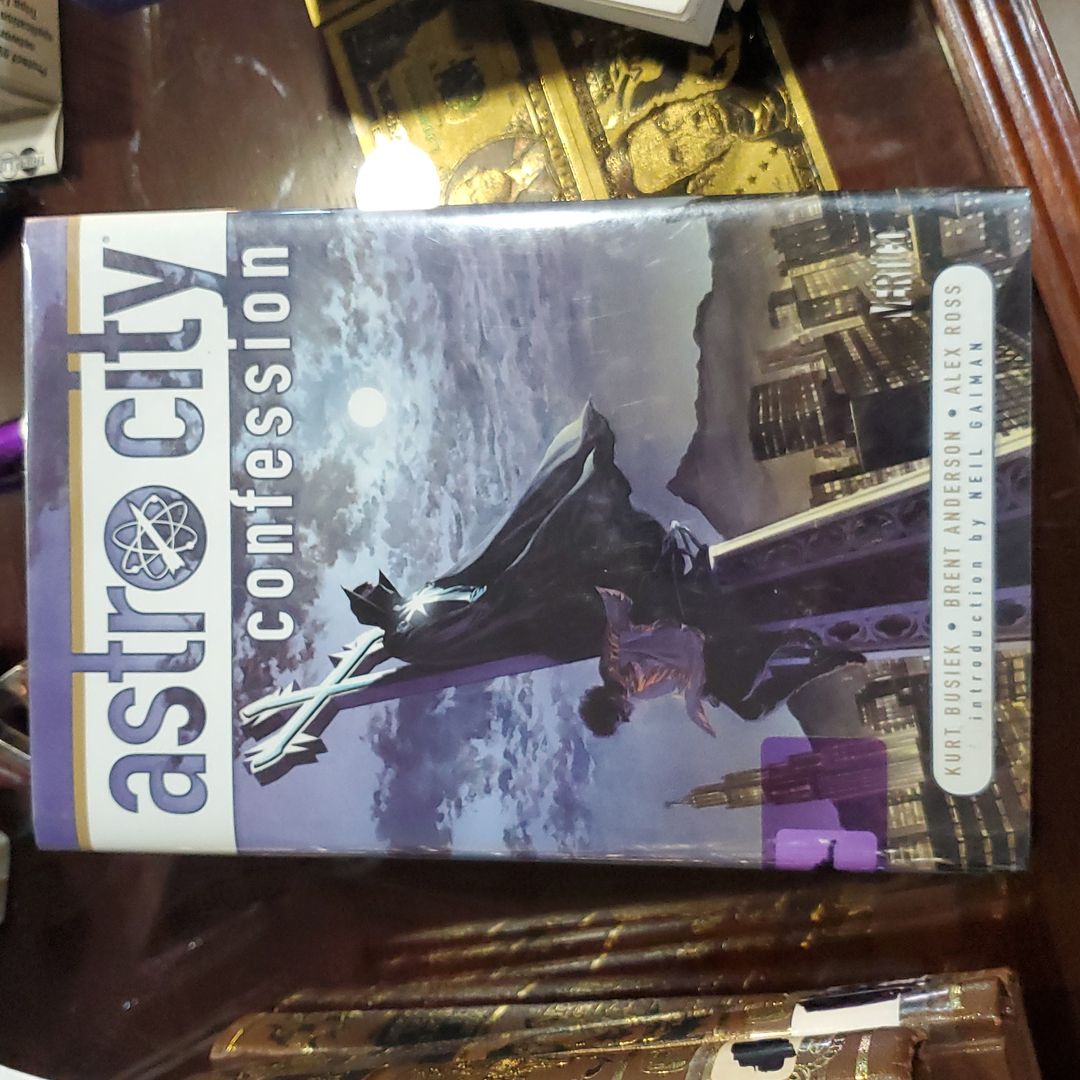 astro city
confession
VERTIGO
KURT BUSIEK • BRENT ANDERSON • ALEX ROSS
introduction by NEIL GAIMAN